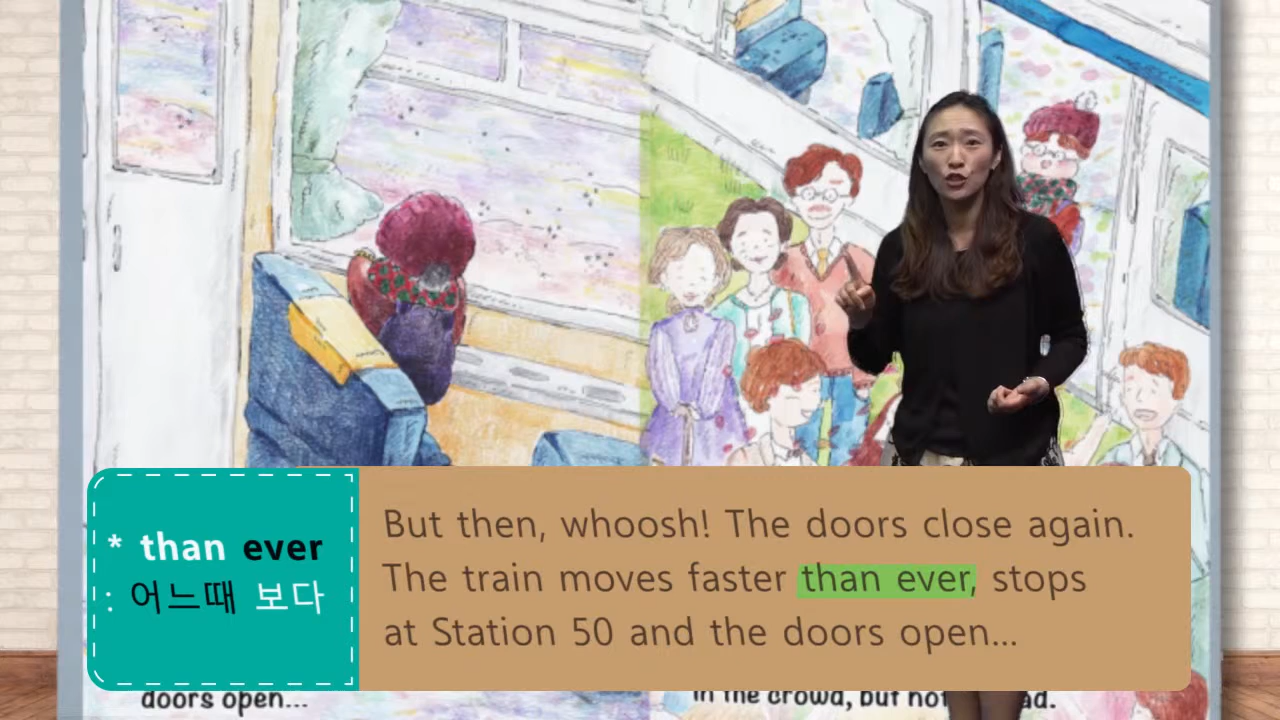 * than ever
: 어느때 보다
But then, whoosh! The doors close again.
The train moves faster than ever, stops
at Station 50 and the doors open...
doors open...
in the crowd, but not
ad.